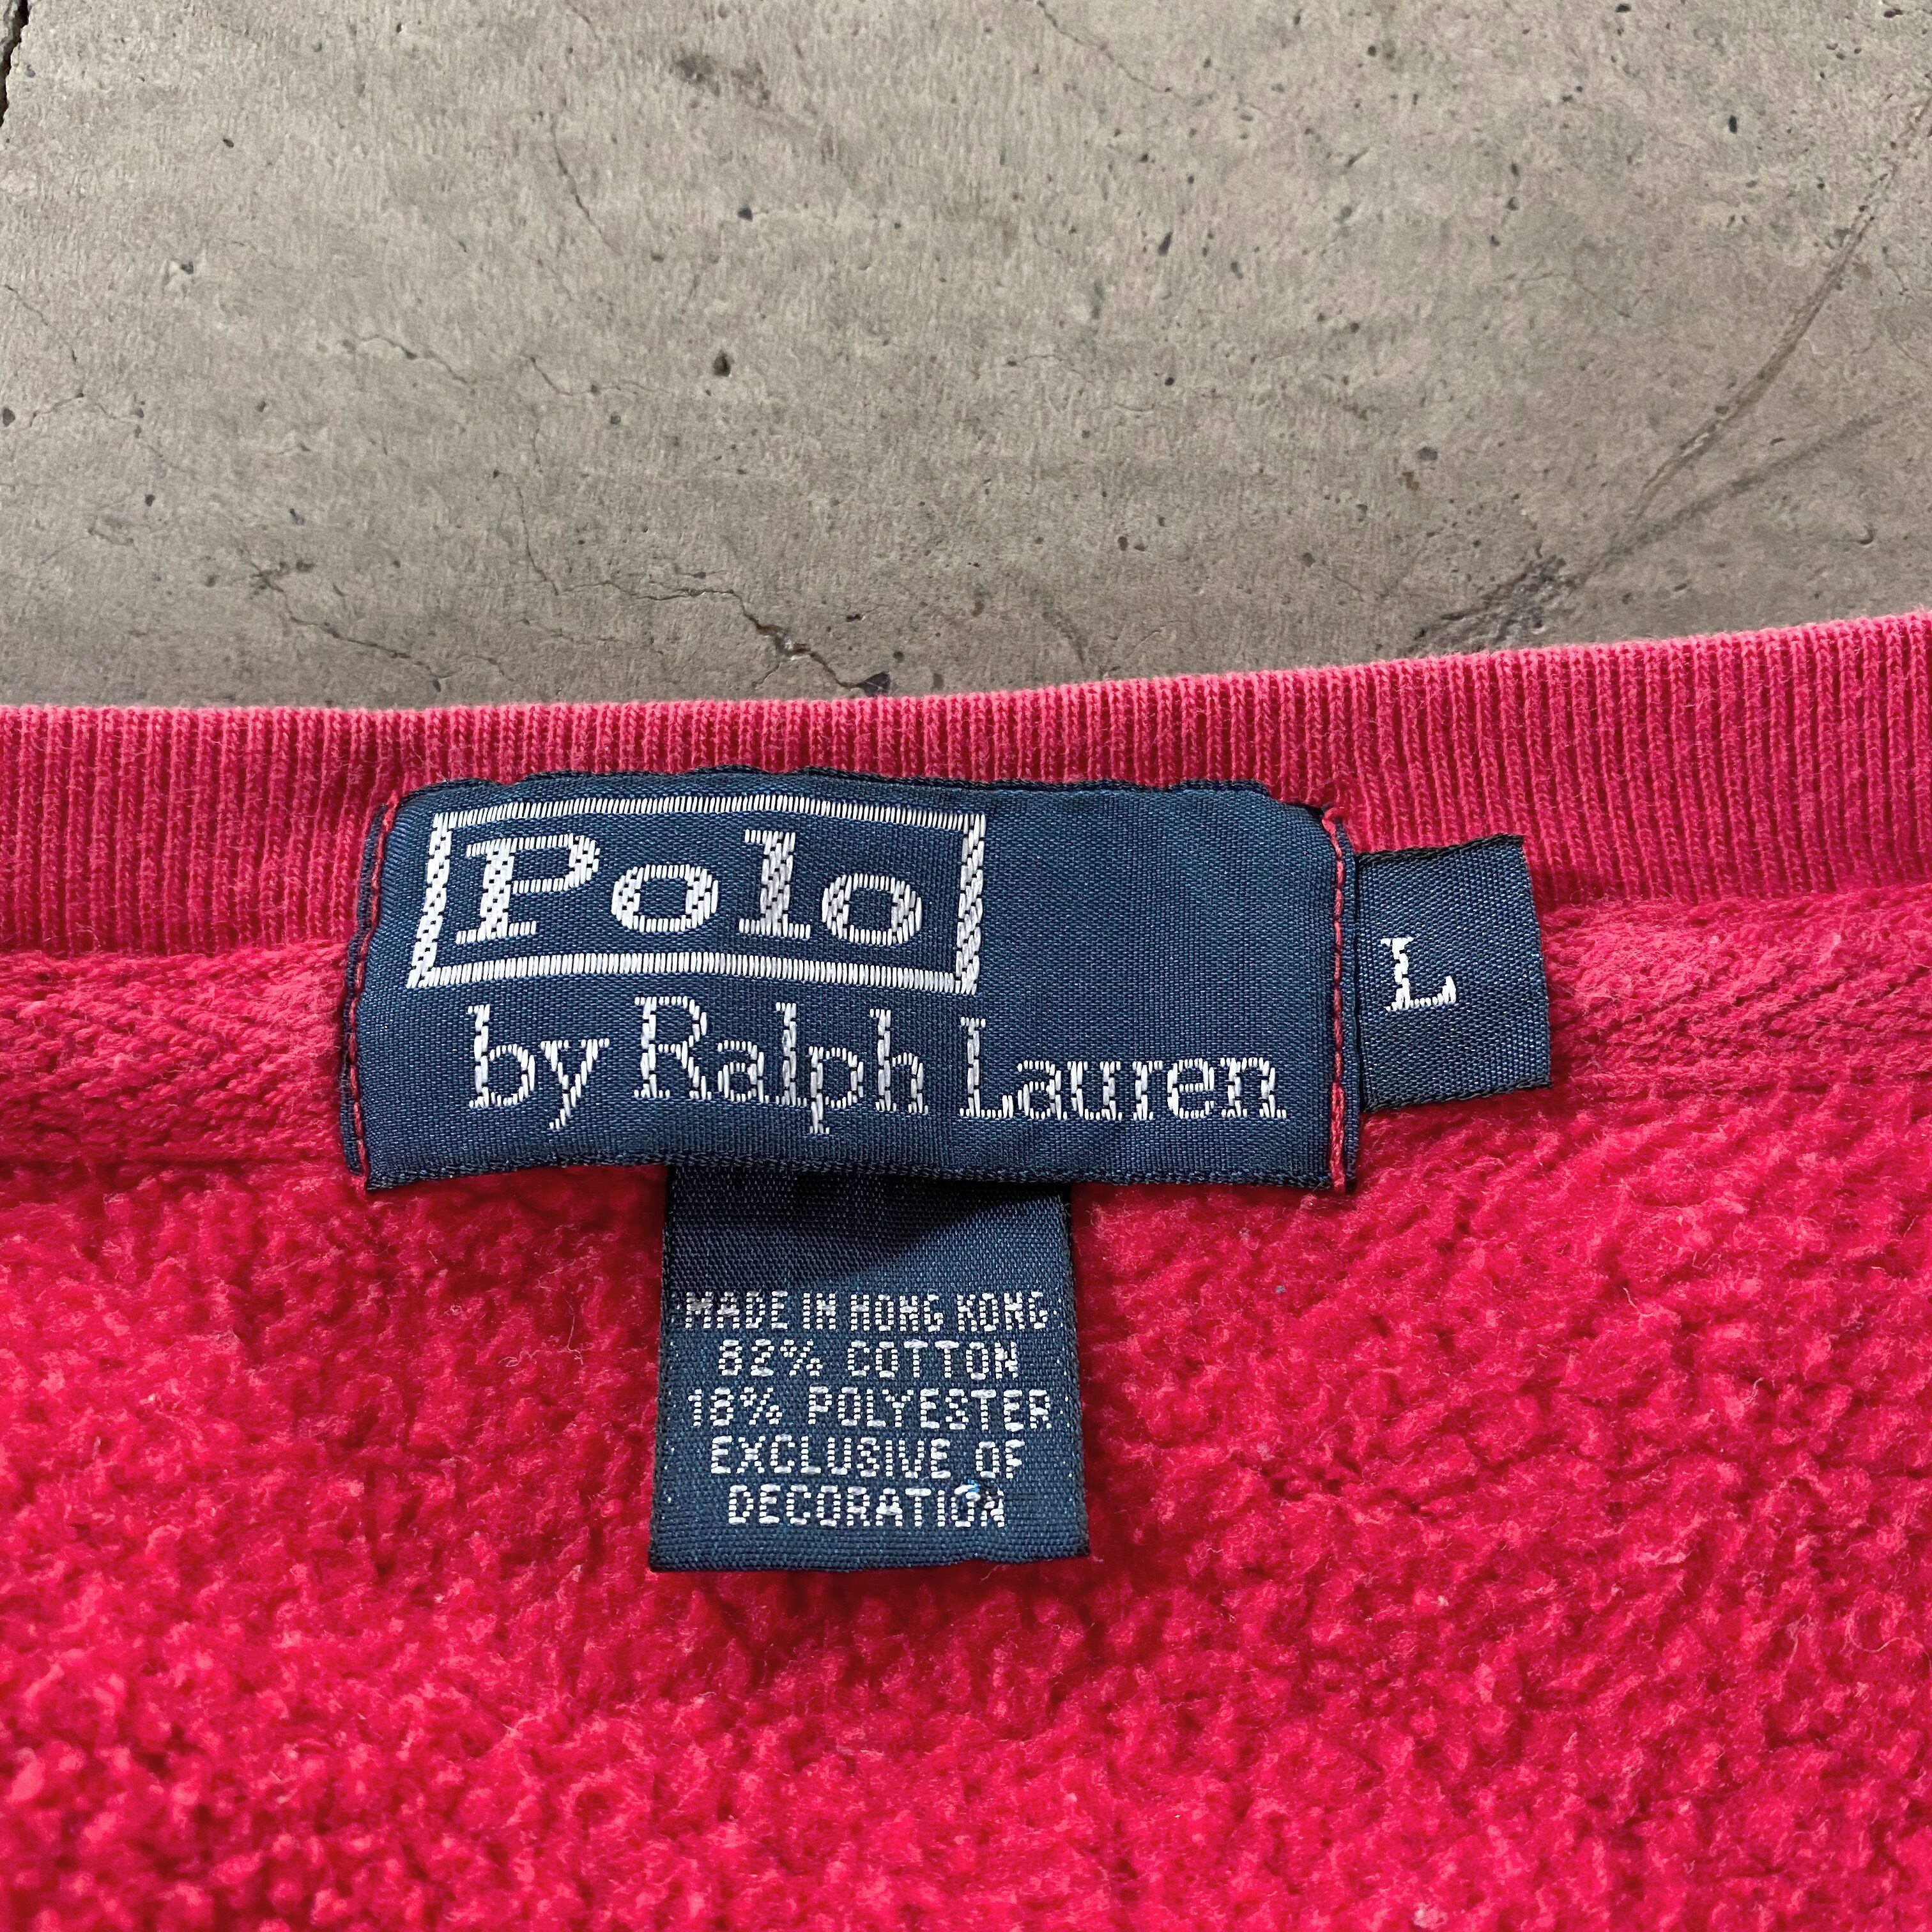 Polo
by Ralph Lauren
L
MADE IN HONG KONG
82% COTTON
18% POLYESTER
EXCLUSIVE OF
DECORATION